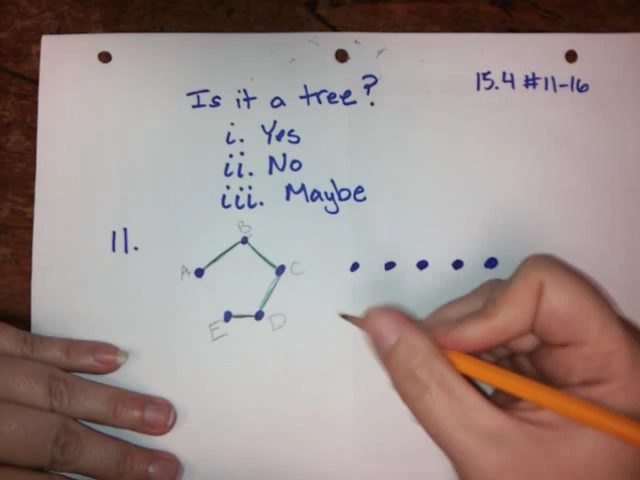 Is it a tree?
15.4 #11-16
i. Yes
ii. No
iii. Maybe
11.
B
A
C
E
D